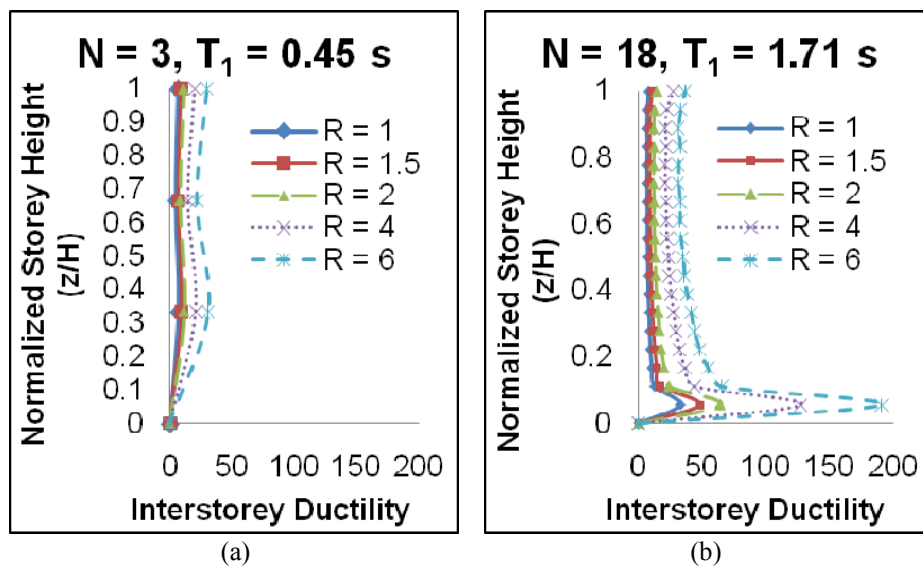 N = 3, T1 = 0.45 s
Normalized Storey Height
(z/H)
1
0.9
0.8
0.7
0.6
0.5
0.4
0.3
0.2
0.1
0
R = 1
R = 1.5
R = 2
R = 4
R = 6
0 50 100 150 200
Interstorey Ductility
(a)
N = 18, T1 = 1.71 s
Normalized Storey Height
(z/H)
1
0.8
0.6
0.4
0.2
0
R = 1
R = 1.5
R = 2
R = 4
R = 6
0 50 100 150 200
Interstorey Ductility
(b)